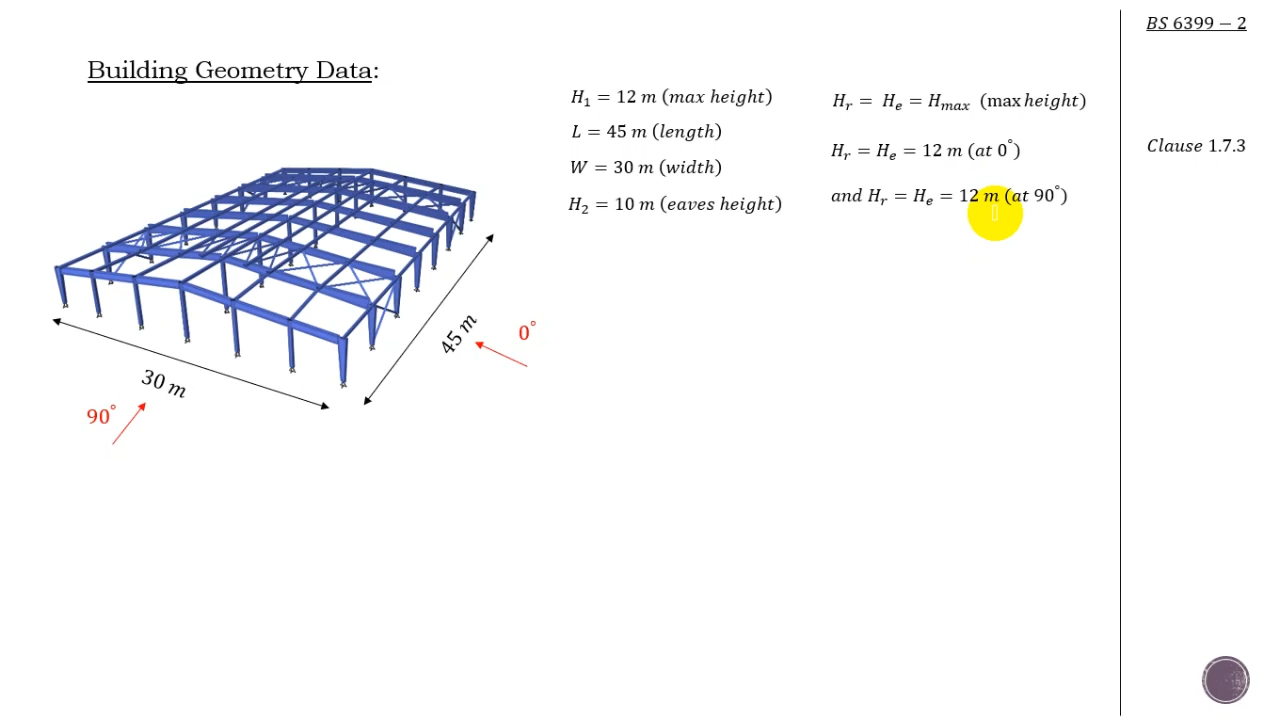 Building Geometry Data:
H₁ = 12 m (max height)
L = 45 m (length)
W = 30 m (width)
H₂ = 10 m (eaves height)
Hᵣ = Hₑ = Hₘₐₓ (max height)
Hᵣ = Hₑ = 12 m (at 0°)
and Hᵣ = Hₑ = 12 m (at 90°)
BS 6399 − 2
Clause 1.7.3
45 m
0°
30 m
90°